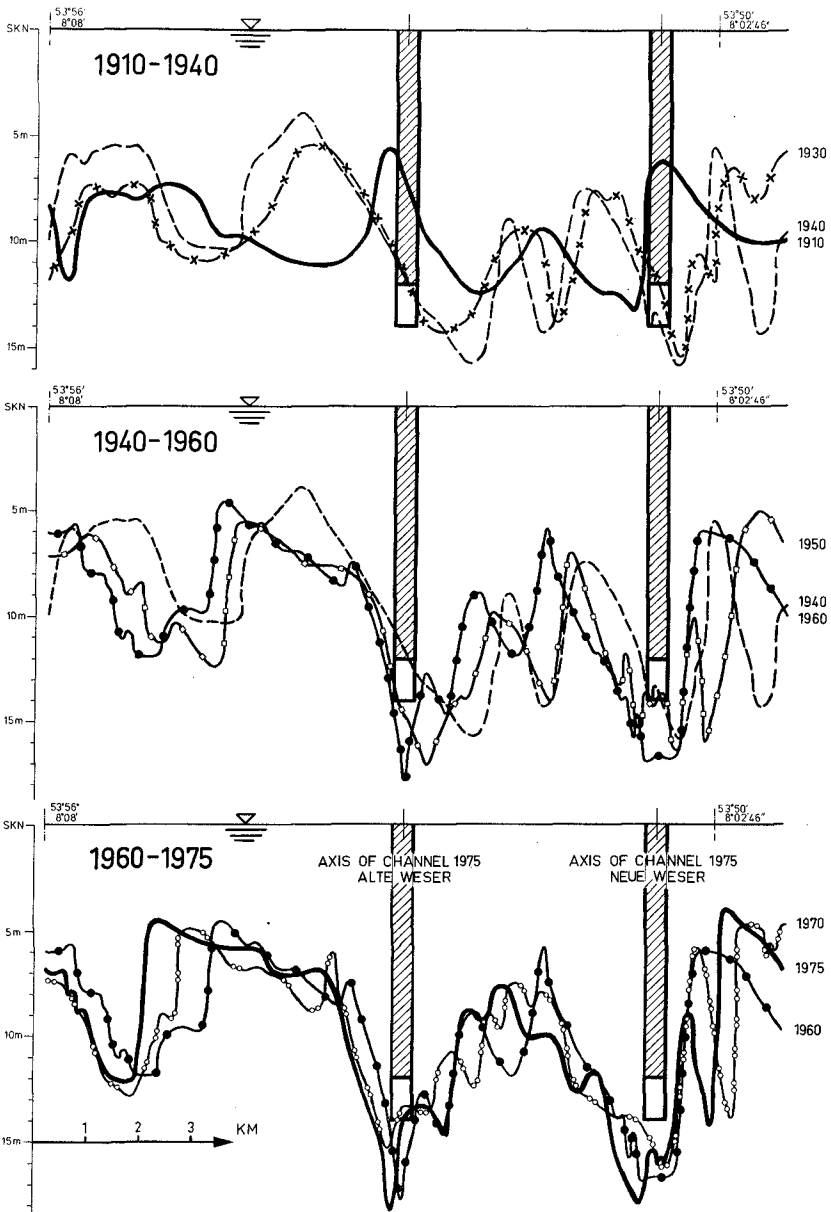 53°56'
8°08'
53°50'
8°02'46"
SKN
1910-1940
5m
10m
15m
1930
1940
1910
53°56'
8°08'
53°50'
8°02'46"
SKN
1940-1960
5m
10m
15m
1950
1940
1960
53°56"
8°08'
53°50'
8°02'46"
SKN
1960-1975
AXIS OF CHANNEL 1975
ALTE WESER
AXIS OF CHANNEL 1975
NEUE WESER
5m
10m
15m
1970
1975
1960
1 2 3 KM